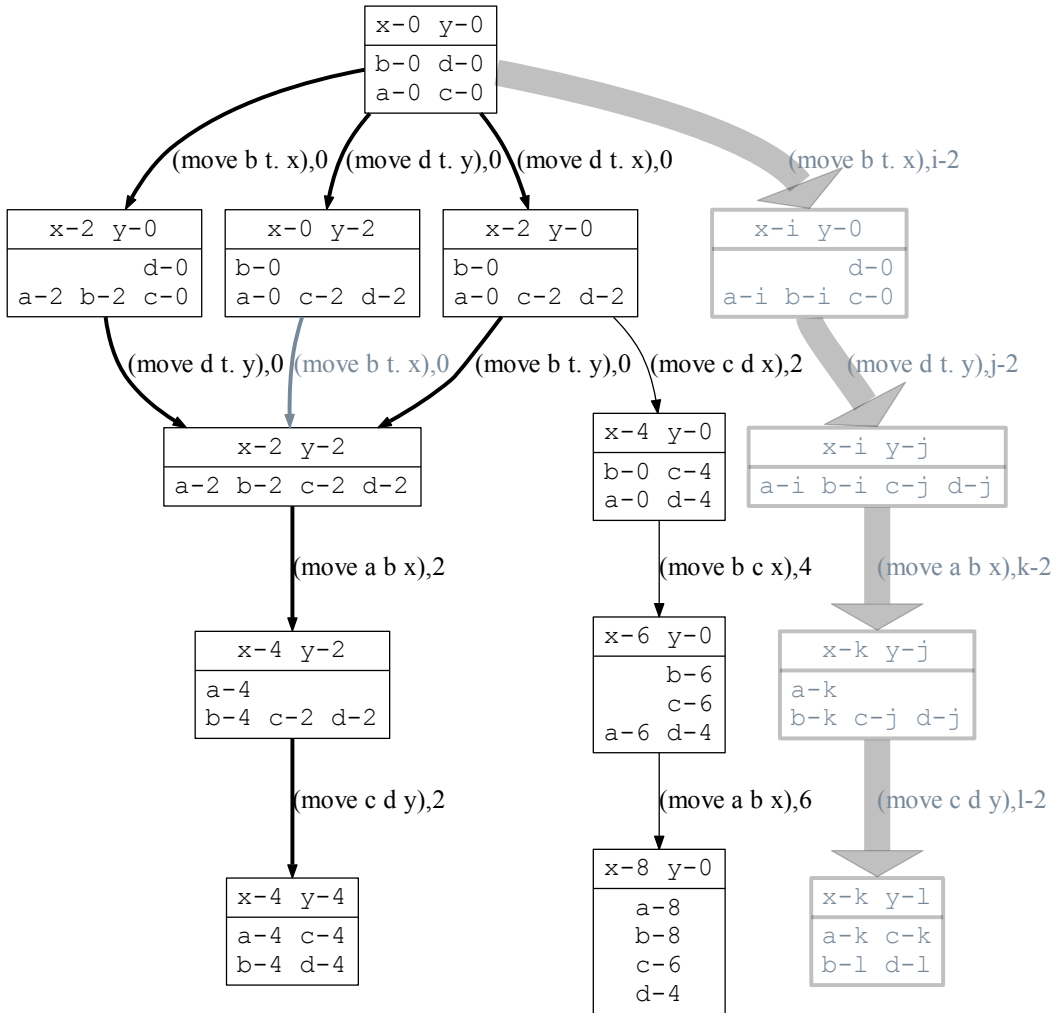 x-0 y-0
b-0 d-0
a-0 c-0
(move b t. x),0
(move d t. y),0
(move d t. x),0
(move b t. x),i-2
x-2 y-0
d-0
a-2 b-2 c-0
x-0 y-2
b-0
a-0 c-2 d-2
x-2 y-0
b-0
a-0 c-2 d-2
x-i y-0
d-0
a-i b-i c-0
(move d t. y),0
(move b t. x),0
(move b t. y),0
(move c d x),2
(move d t. y),j-2
x-2 y-2
a-2 b-2 c-2 d-2
x-4 y-0
b-0 c-4
a-0 d-4
x-i y-j
a-i b-i c-j d-j
(move a b x),2
(move b c x),4
(move a b x),k-2
x-4 y-2
a-4
b-4 c-2 d-2
x-6 y-0
b-6
c-6
a-6 d-4
x-k y-j
a-k
b-k c-j d-j
(move c d y),2
(move a b x),6
(move c d y),l-2
x-4 y-4
a-4 c-4
b-4 d-4
x-8 y-0
a-8
b-8
c-6
d-4
x-k y-l
a-k c-k
b-l d-l